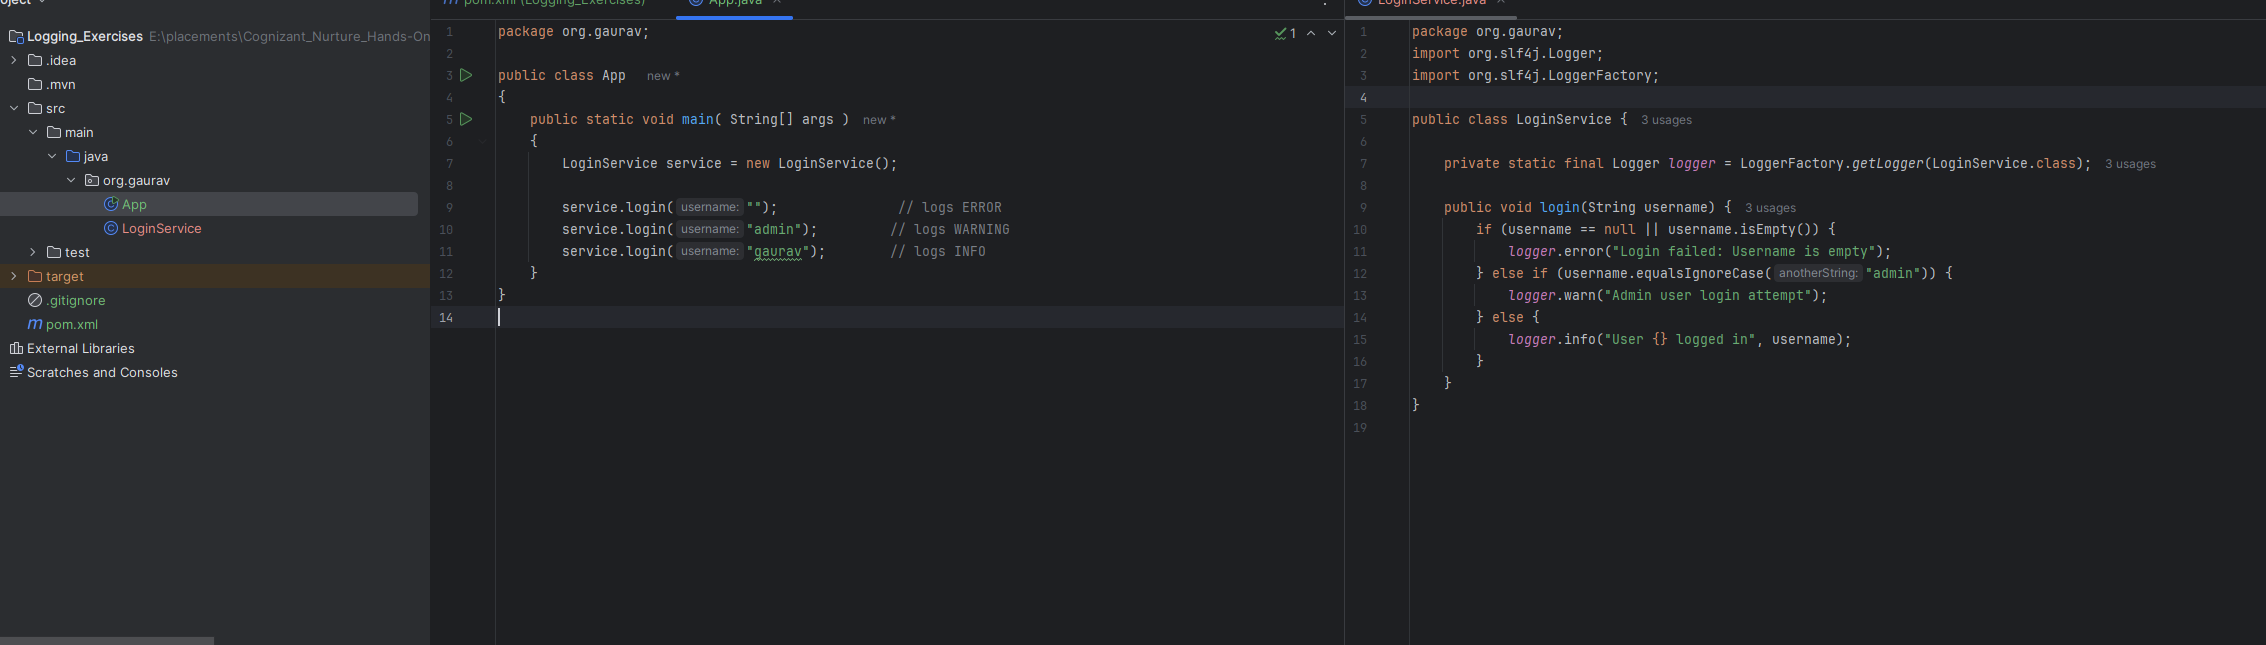 oject
Logging_Exercises E:\placements\Cognizant_Nurture_Hands-On
.idea
.mvn
src
main
java
org.gaurav
App
LoginService
test
target
.gitignore
pom.xml
External Libraries
Scratches and Consoles
pom.xml (Logging_Exercises)
App.java
1 package org.gaurav;
2
3 public class App new *
4 {
5 public static void main( String[] args ) new *
6 {
7 LoginService service = new LoginService();
8
9 service.login( username: ""); // logs ERROR
10 service.login( username: "admin"); // logs WARNING
11 service.login( username: "gaurav"); // logs INFO
12 }
13 }
14
1
LoginService.java
1 package org.gaurav;
2 import org.slf4j.Logger;
3 import org.slf4j.LoggerFactory;
4
5 public class LoginService { 3 usages
6
7 private static final Logger logger = LoggerFactory.getLogger(LoginService.class); 3 usages
8
9 public void login(String username) { 3 usages
10 if (username == null || username.isEmpty()) {
11 logger.error("Login failed: Username is empty");
12 } else if (username.equalsIgnoreCase( anotherString: "admin")) {
13 logger.warn("Admin user login attempt");
14 } else {
15 logger.info("User {} logged in", username);
16 }
17 }
18 }
19